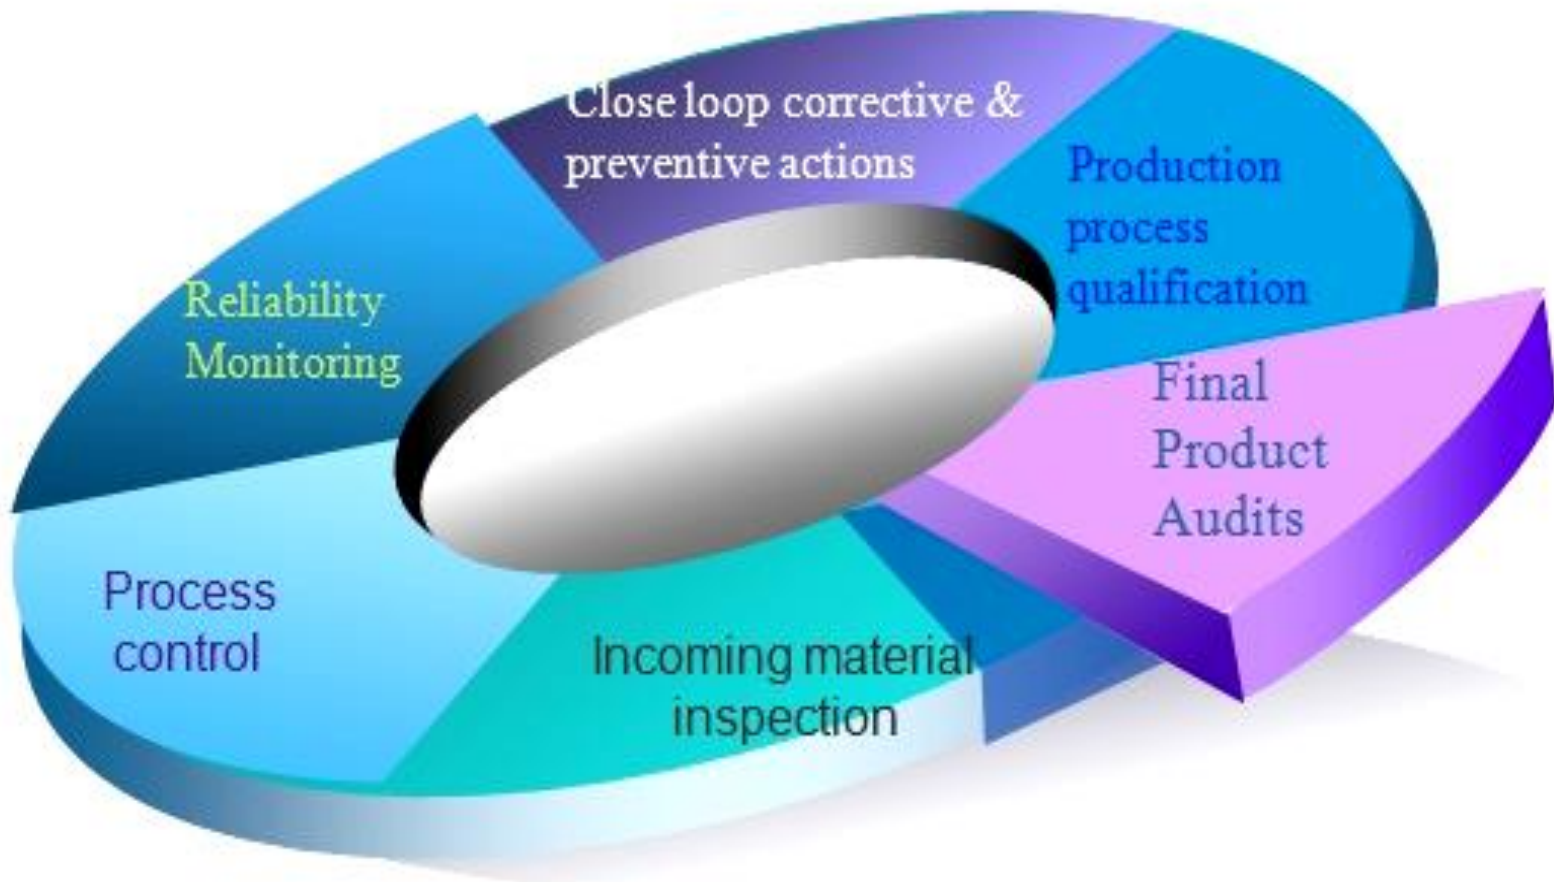 Close loop corrective &
preventive actions
Production
process
qualification
Reliability
Monitoring
Final
Product
Audits
Process
control
Incoming material
inspection